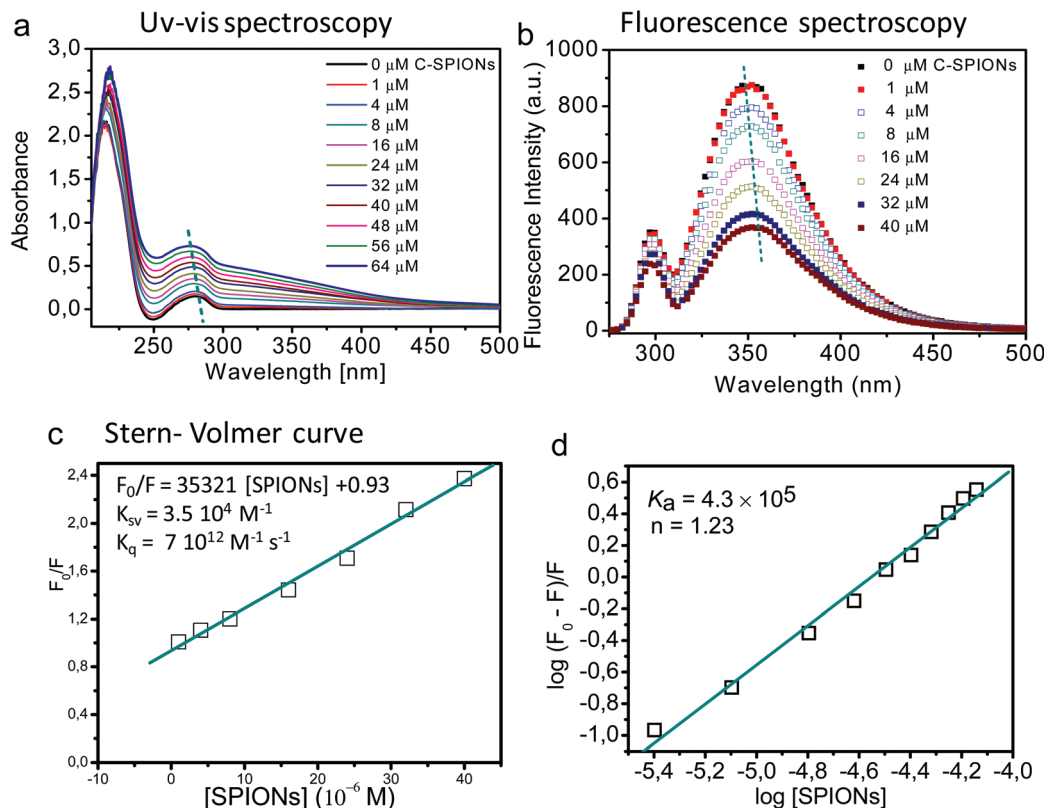 a
Uv-vis spectroscopy
3,0
2,5
2,0
1,5
1,0
0,5
0,0
Absorbance
0 μM C-SPIONs
1 μM
4 μM
8 μM
16 μM
24 μM
32 μM
40 μM
48 μM
56 μM
64 μM
250 300 350 400 450 500
Wavelength [nm]
b
Fluorescence spectroscopy
1000
900
800
700
600
500
400
300
200
100
0
Fluorescence Intensity (a.u.)
0 μM C-SPIONs
1 μM
4 μM
8 μM
16 μM
24 μM
32 μM
40 μM
300 350 400 450 500
Wavelength (nm)
c
Stern- Volmer curve
2,4
2,0
1,6
1,2
0,8
0,4
0,0
F₀/F
F₀/F = 35321 [SPIONs] +0.93
Ksv = 3.5 10⁴ M⁻¹
Kq = 7 10¹² M⁻¹ s⁻¹
-10 0 10 20 30 40
[SPIONs] (10⁻⁶ M)
d
0,6
0,4
0,2
0,0
-0,2
-0,4
-0,6
-0,8
-1,0
log (F₀ - F)/F
Ka = 4.3 × 10⁵
n = 1.23
-5,4 -5,2 -5,0 -4,8 -4,6 -4,4 -4,2 -4,0
log [SPIONs]